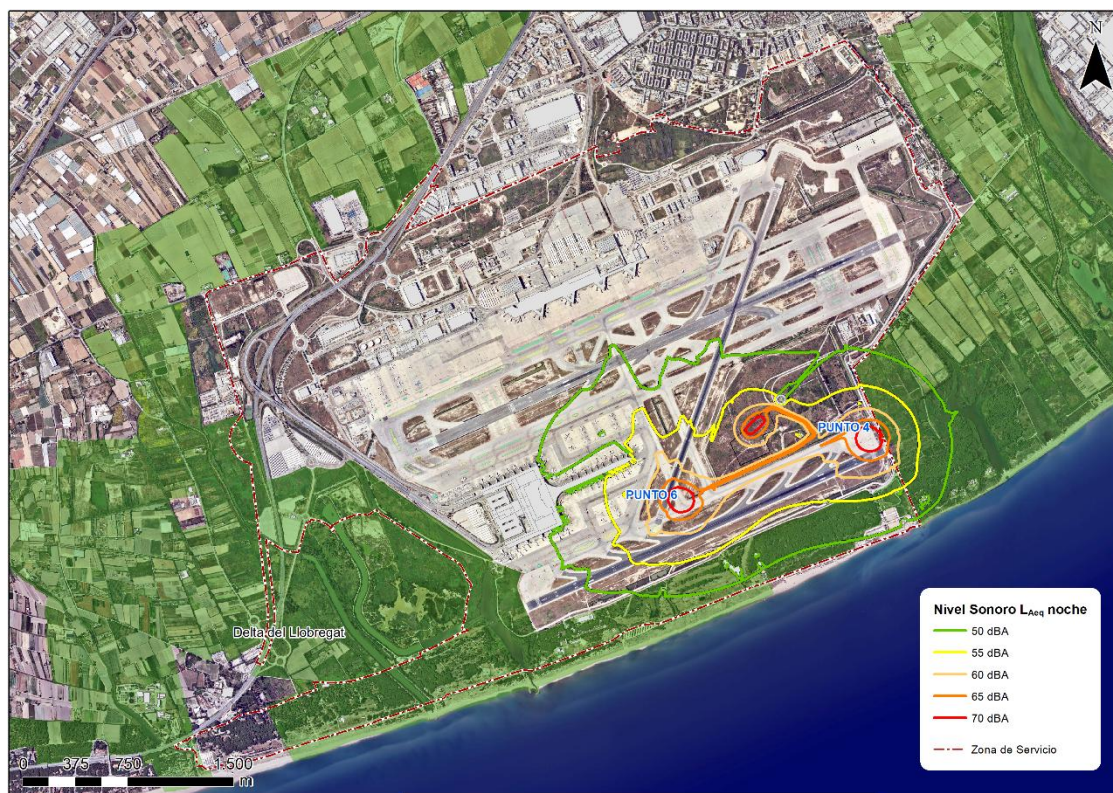 N
PUNTO 4
PUNTO 6
Delta del Llobregat
Nivel Sonoro LAeq noche
50 dBA
55 dBA
60 dBA
65 dBA
70 dBA
Zona de Servicio
0 375 750 1.500
m